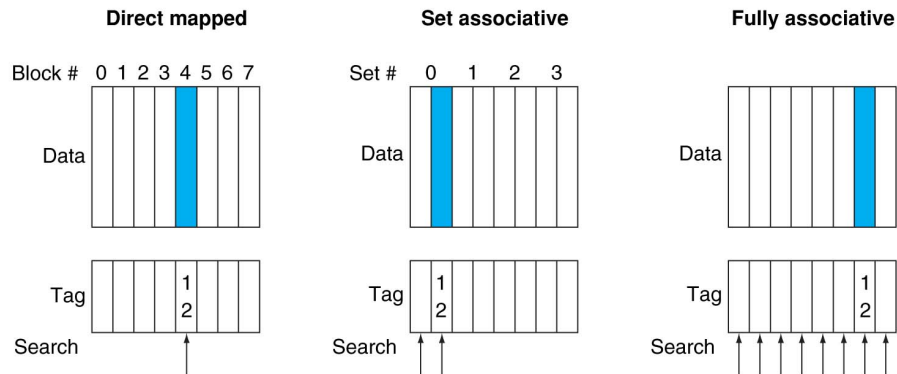 Direct mapped
Block # 0 1 2 3 4 5 6 7
Data
Tag
1
2
Search
Set associative
Set # 0 1 2 3
Data
Tag
1
2
Search
Fully associative
Data
Tag
1
2
Search